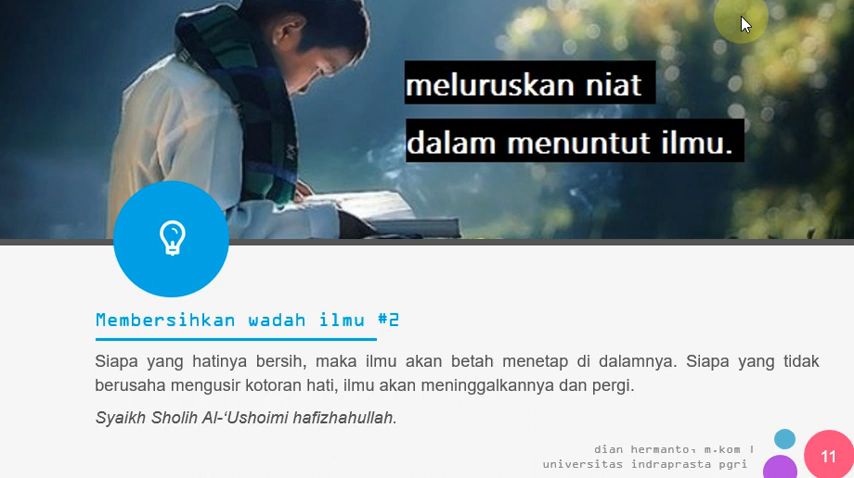 meluruskan niat
dalam menuntut ilmu.
Membersihkan wadah ilmu #2
Siapa yang hatinya bersih, maka ilmu akan betah menetap di dalamnya. Siapa yang tidak
berusaha mengusir kotoran hati, ilmu akan meninggalkannya dan pergi.
Syaikh Sholih Al-‘Ushoimi hafizhahullah.
dian hermanto, m.kom |
universitas indraprasta pgri
11